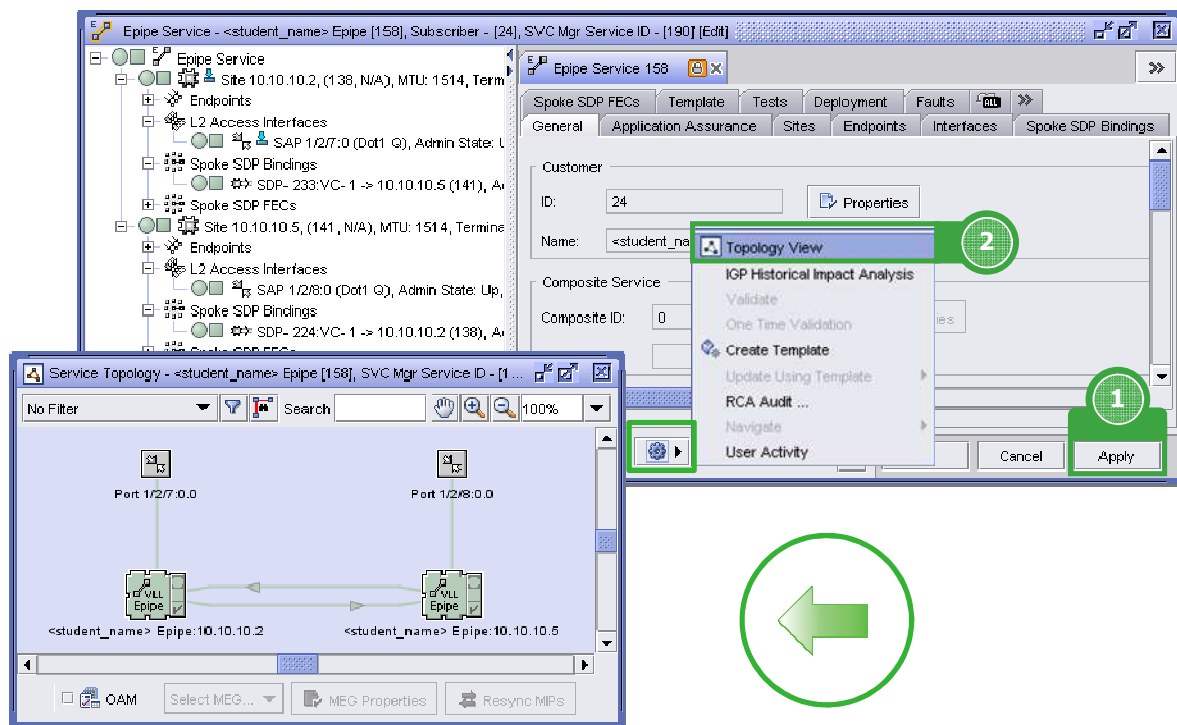 Epipe Service - <student_name> Epipe [158], Subscriber - [24], SVC Mgr Service ID - [190] [Edit]
Epipe Service
Site 10.10.10.2, (138, N/A), MTU: 1514, Term
Endpoints
L2 Access Interfaces
SAP 1/2/7:0 (Dot1 Q), Admin State: U
Spoke SDP Bindings
SDP- 233:VC- 1 -> 10.10.10.5 (141), A
Spoke SDP FECs
Site 10.10.10.5, (141, N/A), MTU: 1514, Termina
Endpoints
L2 Access Interfaces
SAP 1/2/8:0 (Dot1 Q), Admin State: Up,
Spoke SDP Bindings
SDP- 224:VC- 1 -> 10.10.10.2 (138), A
Spoke SDP FECs
Epipe Service 158
Spoke SDP FECs Template Tests Deployment Faults ALL
General Application Assurance Sites Endpoints Interfaces Spoke SDP Bindings
Customer
ID: 24 Properties
Name: <student_na
Composite Service
Composite ID: 0 ies
Topology View 2
IGP Historical Impact Analysis
Validate
One Time Validation
Create Template
Update Using Template
RCA Audit ...
Navigate
User Activity
1
Cancel Apply
Service Topology - <student_name> Epipe [158], SVC Mgr Service ID - [1...
No Filter Search 100%
Port 1/2/7:0.0 Port 1/2/8:0.0
VLL Epipe VLL Epipe
<student_name> Epipe:10.10.10.2 <student_name> Epipe:10.10.10.5
OAM Select MEG... MEG Properties Resync MIPs